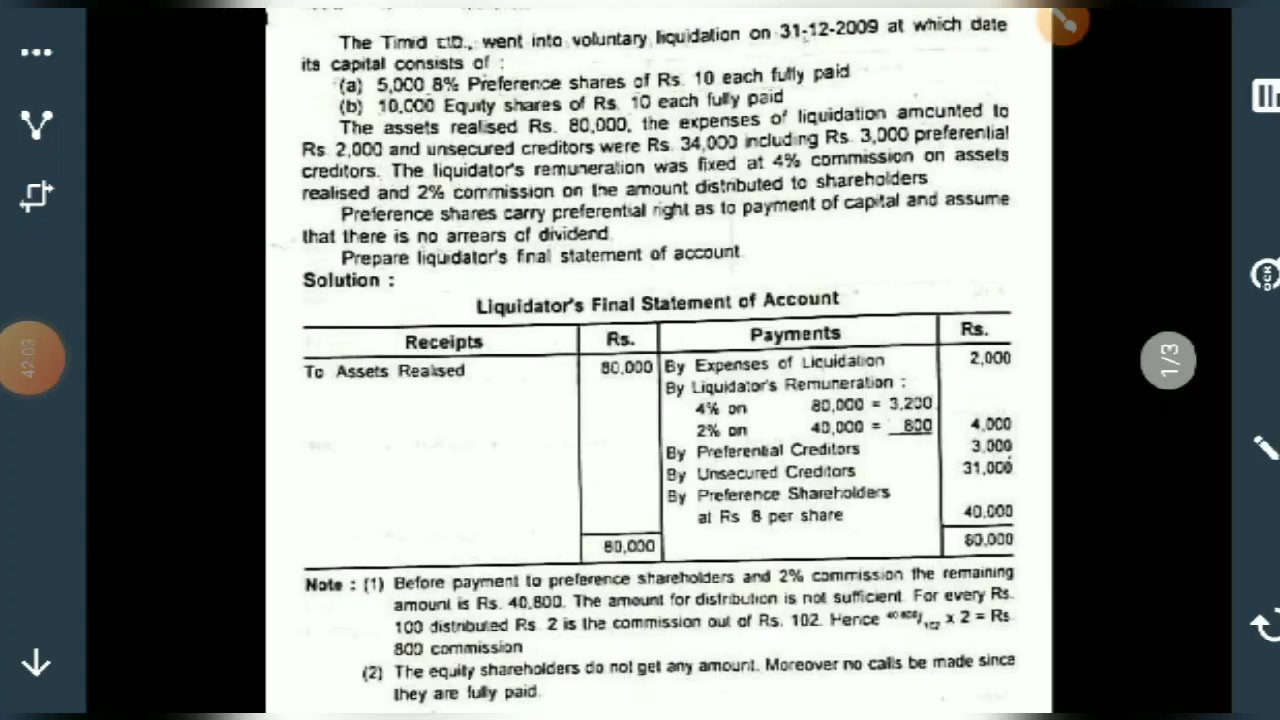 The Timid LtD., went into voluntary liquidation on 31-12-2009 at which date
its capital consists of :
(a) 5,000 8% Preference shares of Rs. 10 each fully paid
(b) 10,000 Equity shares of Rs. 10 each fully paid
The assets realised Rs. 80,000, the expenses of liquidation amounted to
Rs 2,000 and unsecured creditors were Rs. 34,000 including Rs. 3,000 preferential
creditors. The liquidator's remuneration was fixed at 4% commission on assets
realised and 2% commission on the amount distributed to shareholders
Preference shares carry preferential right as to payment of capital and assume
that there is no arrears of dividend
Prepare liquidator's final statement of account
Solution :
Liquidator's Final Statement of Account
Receipts Rs. Payments Rs.
To Assets Realised 80,000 By Expenses of Liquidation 2,000
By Liquidator's Remuneration :
4% on 80,000 = 3,200
2% on 40,000 = 800 4,000
By Preferential Creditors 3,000
By Unsecured Creditors 31,000
By Preference Shareholders
at Rs 8 per share 40,000
80,000 80,000
Note : (1) Before payment to preference shareholders and 2% commission the remaining
amount is Rs. 40,800. The amount for distribution is not sufficient. For every Rs.
100 distributed Rs. 2 is the commission out of Rs. 102. Hence 40800/102 x 2 = Rs.
800 commission
(2) The equity shareholders do not get any amount. Moreover no calls be made since
they are fully paid.
42:03
1/3